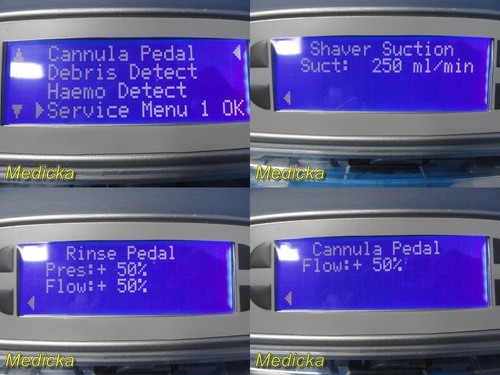 Cannula Pedal
Debris Detect
Haemo Detect
Service Menu 1 OK
Medicka
Shaver Suction
Suct: 250 ml/min
Medicka
Rinse Pedal
Pres:+ 50%
Flow:+ 50%
Medicka
Cannula Pedal
Flow:+ 50%
Medicka